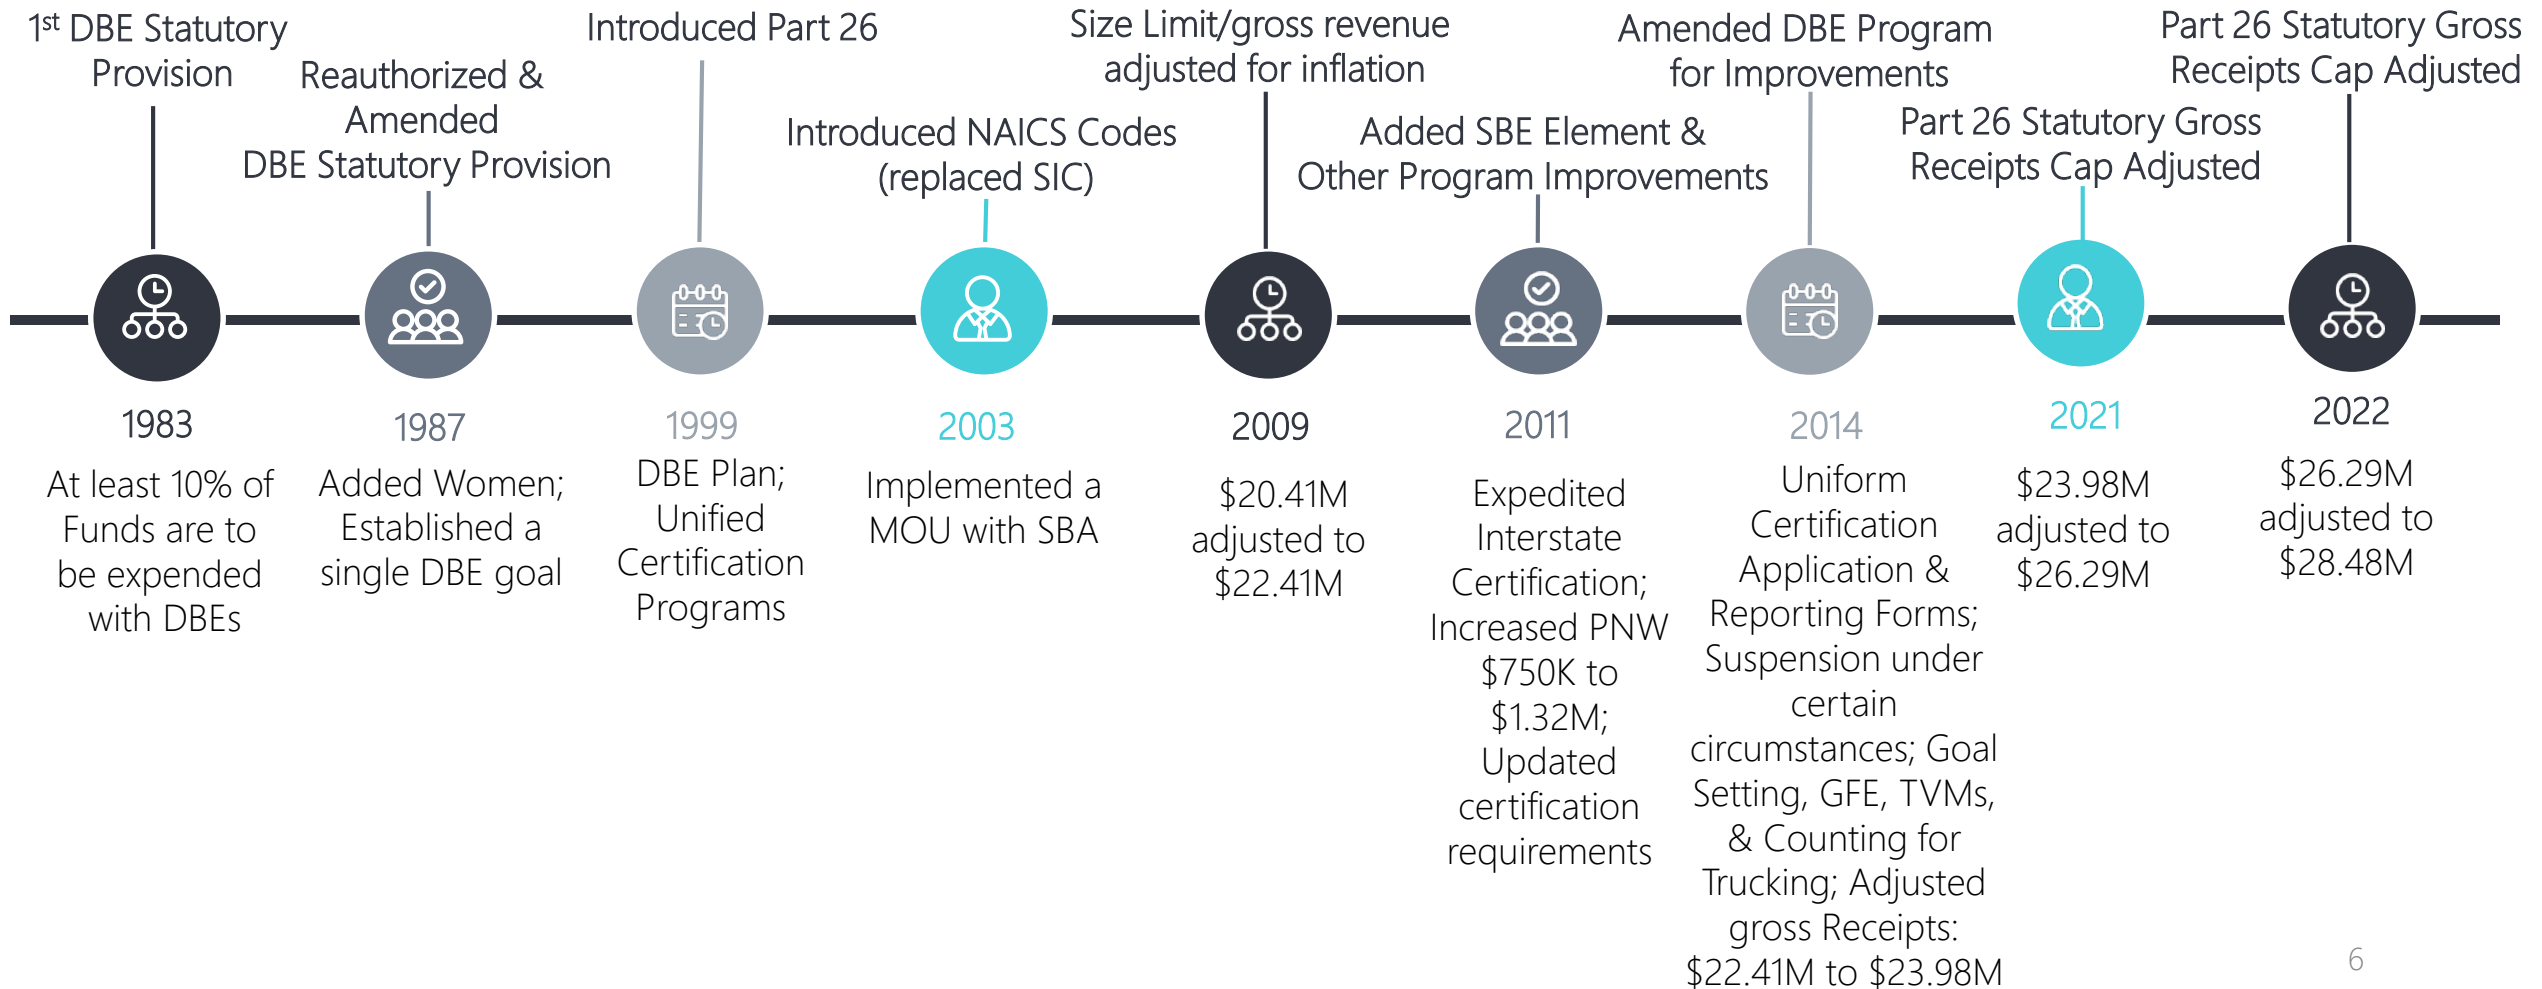 1st DBE Statutory
Provision
Reauthorized &
Amended
DBE Statutory Provision
Introduced Part 26
Introduced NAICS Codes
(replaced SIC)
Size Limit/gross revenue
adjusted for inflation
Added SBE Element &
Other Program Improvements
Amended DBE Program
for Improvements
Part 26 Statutory Gross
Receipts Cap Adjusted
Part 26 Statutory Gross
Receipts Cap Adjusted
1983
At least 10% of
Funds are to
be expended
with DBEs
1987
Added Women;
Established a
single DBE goal
1999
DBE Plan;
Unified
Certification
Programs
2003
Implemented a
MOU with SBA
2009
$20.41M
adjusted to
$22.41M
2011
Expedited
Interstate
Certification;
Increased PNW
$750K to
$1.32M;
Updated
certification
requirements
2014
Uniform
Certification
Application &
Reporting Forms;
Suspension under
certain
circumstances; Goal
Setting, GFE, TVMs,
& Counting for
Trucking; Adjusted
gross Receipts:
$22.41M to $23.98M
2021
$23.98M
adjusted to
$26.29M
2022
$26.29M
adjusted to
$28.48M
6